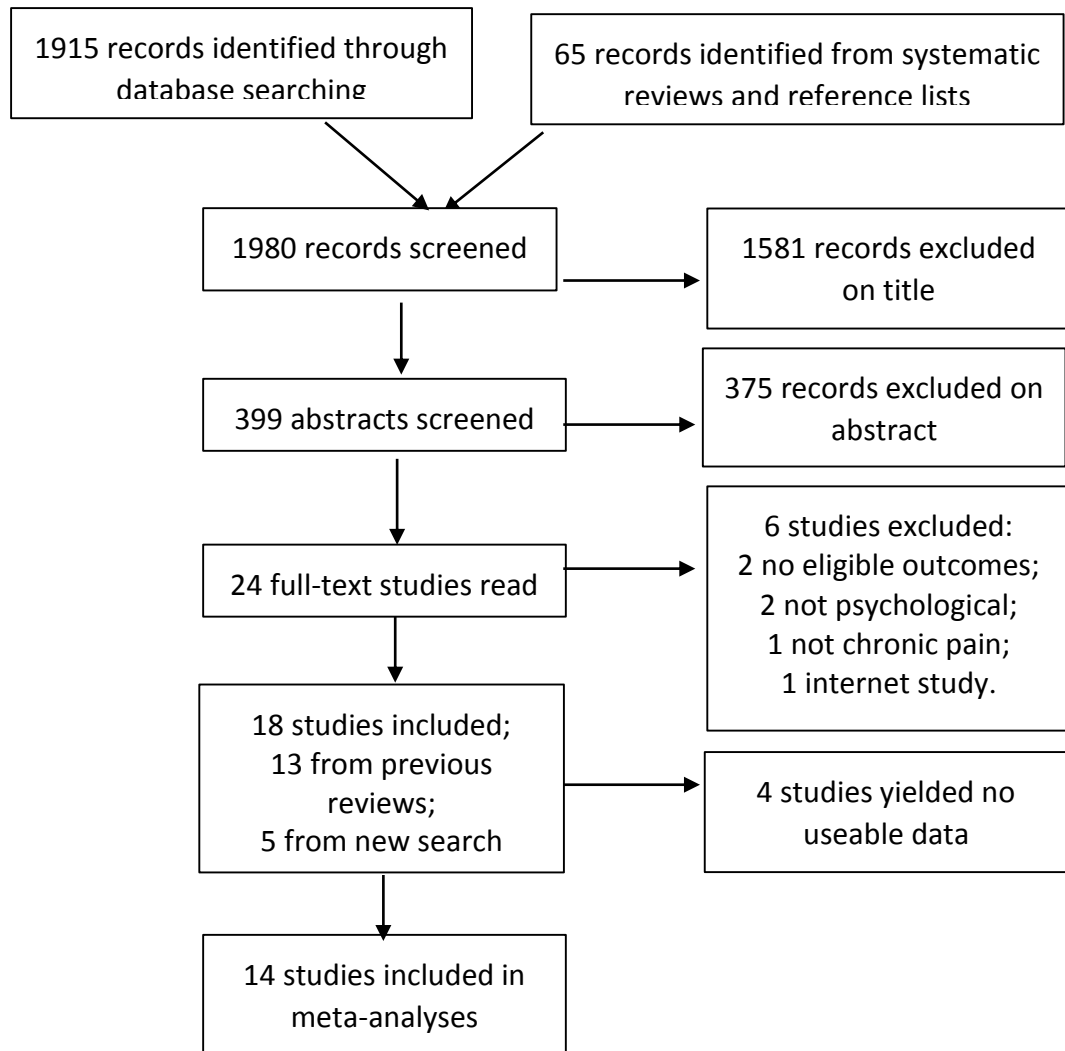 1915 records identified through
database searching
65 records identified from systematic
reviews and reference lists
1980 records screened
1581 records excluded
on title
399 abstracts screened
375 records excluded on
abstract
24 full-text studies read
6 studies excluded:
2 no eligible outcomes;
2 not psychological;
1 not chronic pain;
1 internet study.
18 studies included;
13 from previous
reviews;
5 from new search
4 studies yielded no
useable data
14 studies included in
meta-analyses